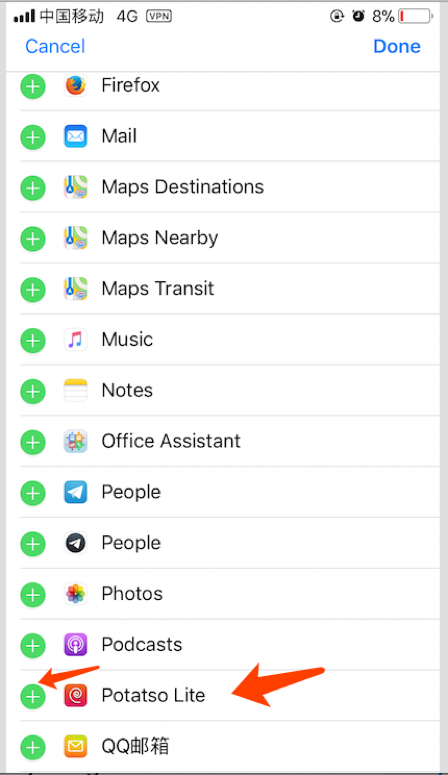 中国移动 4G VPN 8%
Cancel Done
Firefox
Mail
Maps Destinations
Maps Nearby
Maps Transit
Music
Notes
Office Assistant
People
People
Photos
Podcasts
Potatso Lite
QQ邮箱